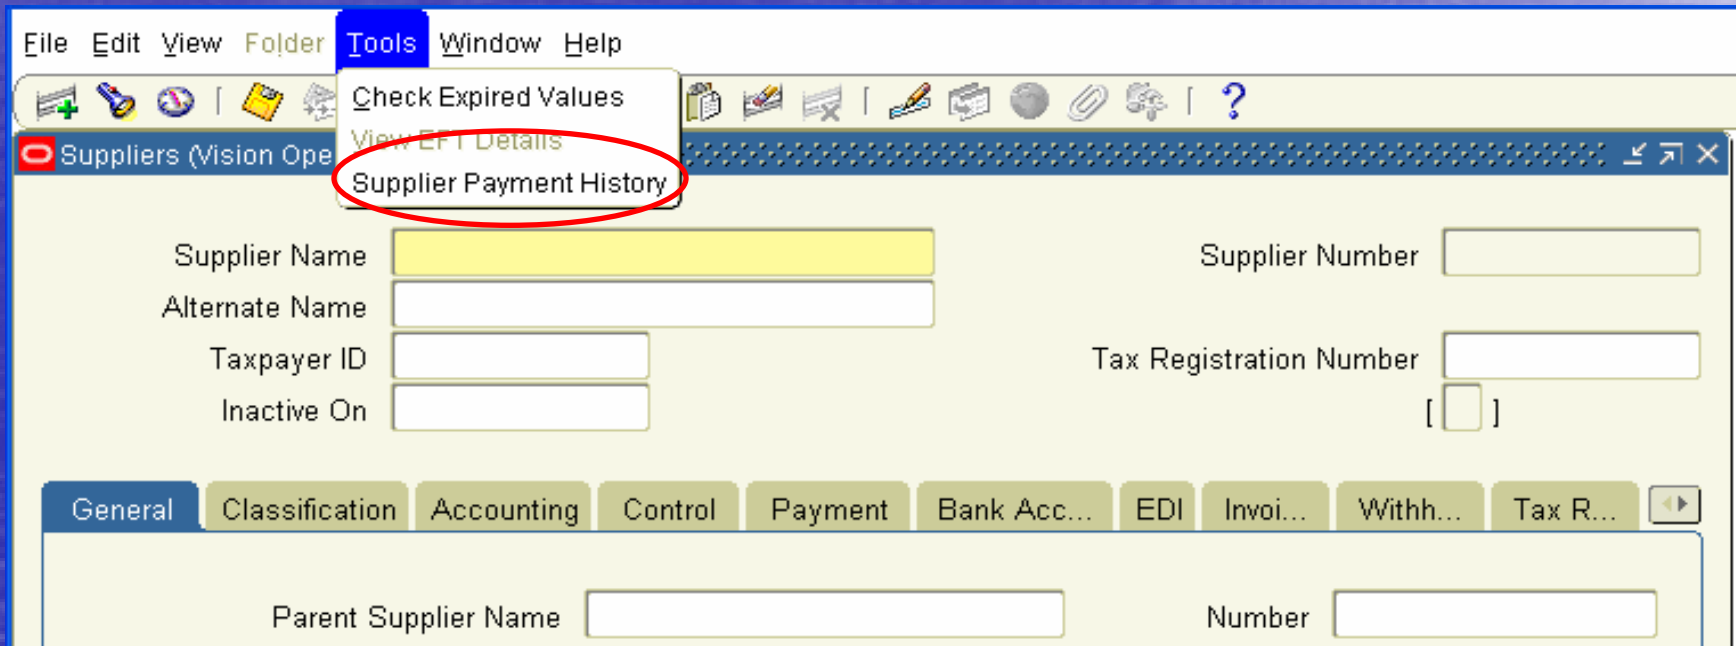 File Edit View Folder Tools Window Help
Check Expired Values
View EFT Details
Suppliers (Vision Ope
Supplier Payment History
Supplier Name
Supplier Number
Alternate Name
Taxpayer ID
Tax Registration Number
Inactive On
[ ]
General Classification Accounting Control Payment Bank Acc... EDI Invoi... Withh... Tax R...
Parent Supplier Name
Number